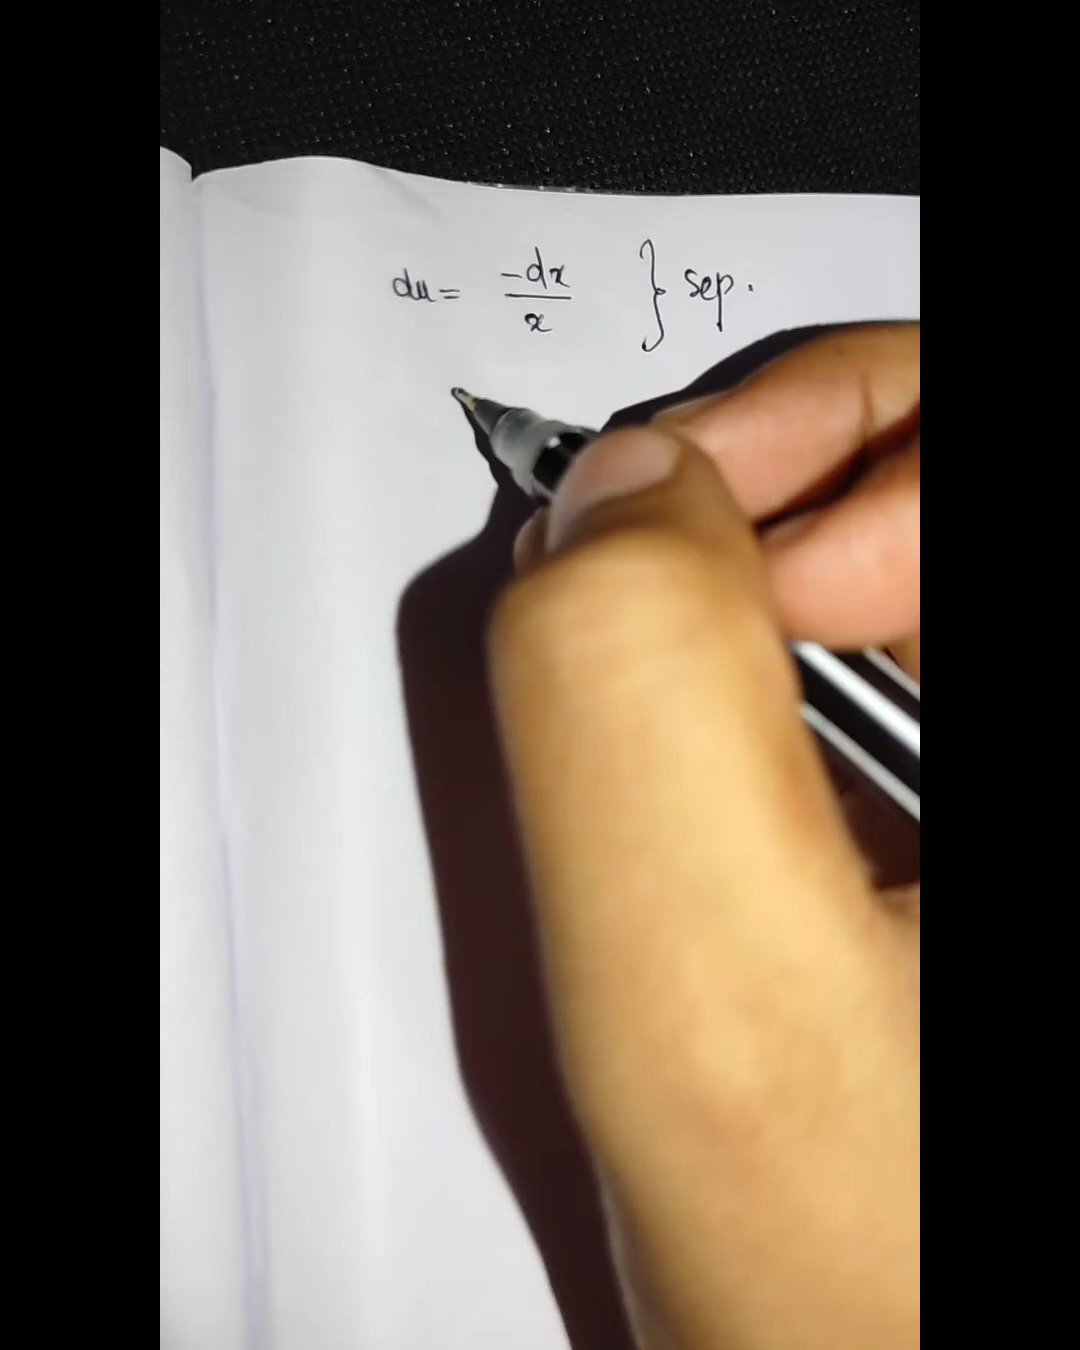 du = -dx/x } sep.